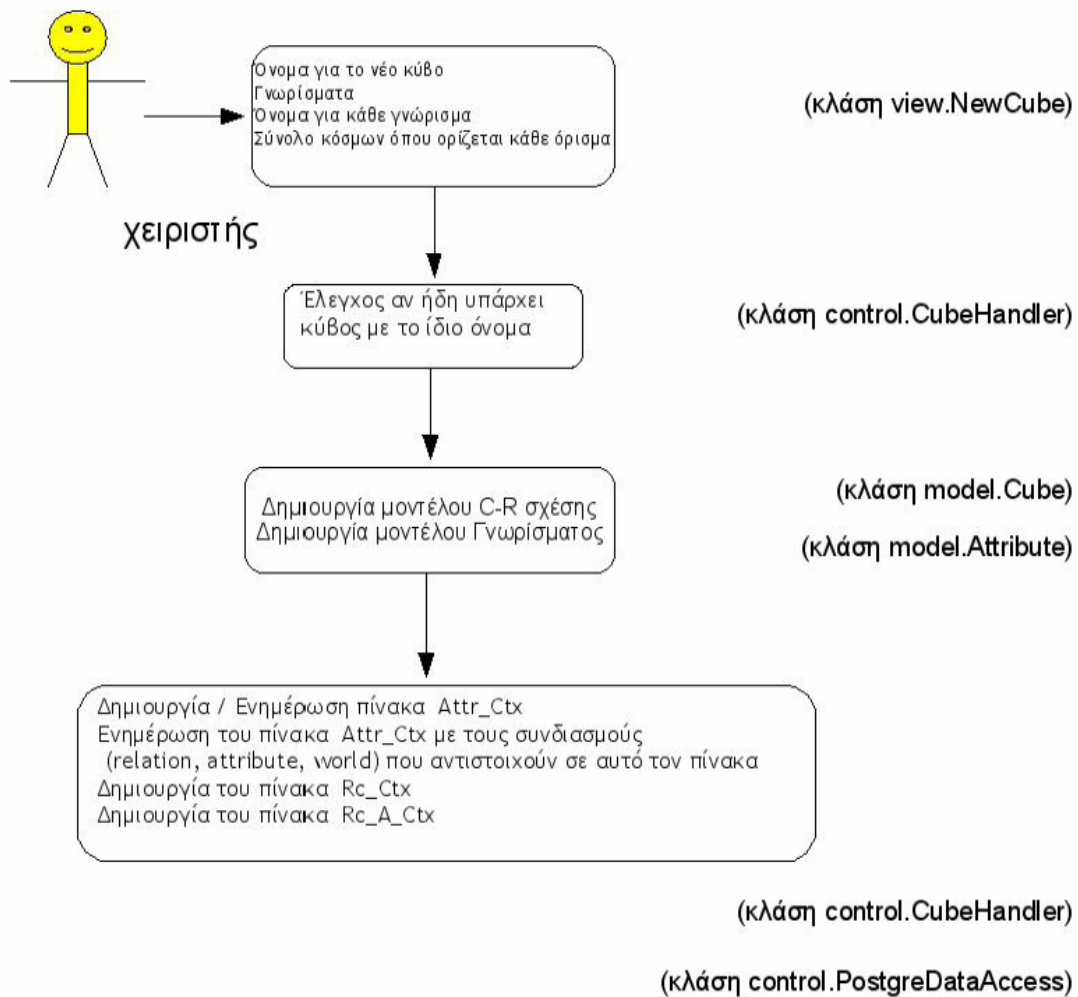 Όνομα για το νέο κύβο
Γνωρίσματα
Όνομα για κάθε γνώρισμα
Σύνολο κόσμων όπου ορίζεται κάθε όρισμα
(κλάση view.NewCube)
χειριστής
Έλεγχος αν ήδη υπάρχει
κύβος με το ίδιο όνομα
(κλάση control.CubeHandler)
Δημιουργία μοντέλου C-R σχέσης
Δημιουργία μοντέλου Γνωρίσματος
(κλάση model.Cube)
(κλάση model.Attribute)
Δημιουργία / Ενημέρωση πίνακα Attr_Ctx
Ενημέρωση του πίνακα Attr_Ctx με τους συνδιασμούς
(relation, attribute, world) που αντιστοιχούν σε αυτό τον πίνακα
Δημιουργία του πίνακα Rc_Ctx
Δημιουργία του πίνακα Rc_A_Ctx
(κλάση control.CubeHandler)
(κλάση control.PostgreDataAccess)